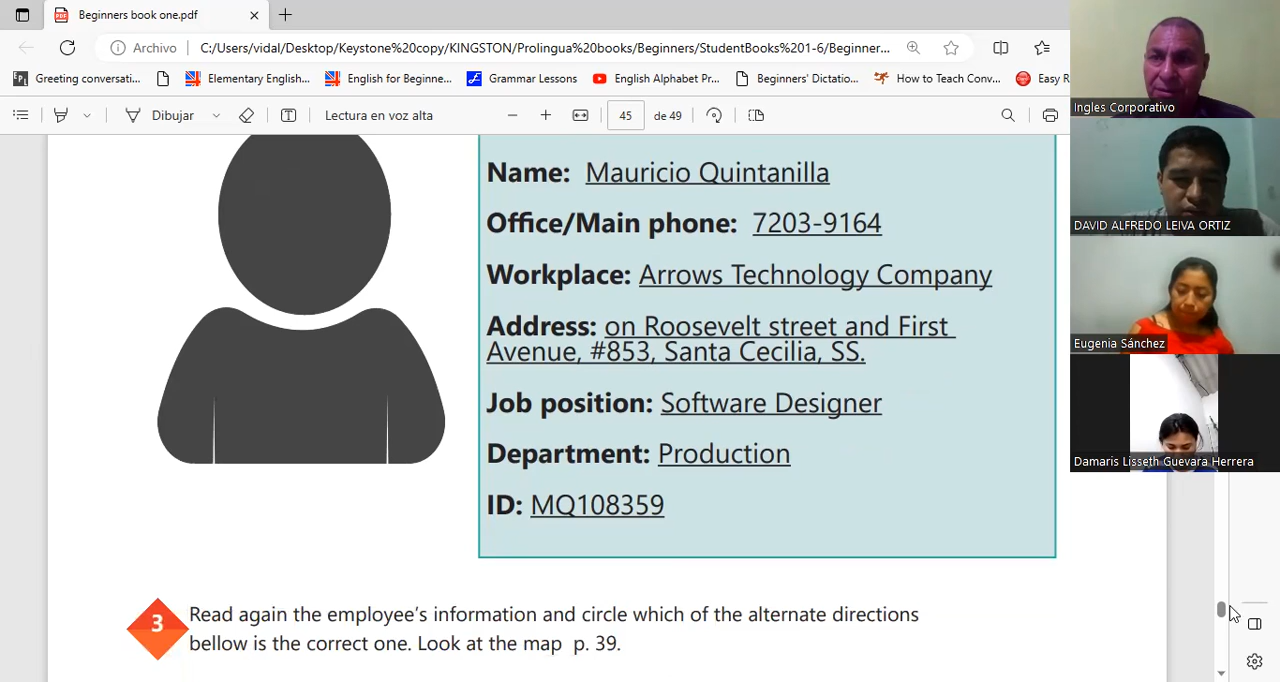 Beginners book one.pdf
Archivo
C:/Users/vidal/Desktop/Keystone%20copy/KINGSTON/Prolingua%20books/Beginners/StudentBooks%201-6/Beginner...
Greeting conversati...
Elementary English...
English for Beginne...
Grammar Lessons
English Alphabet Pr...
Beginners' Dictatio...
How to Teach Conv...
Easy R
Dibujar
Lectura en voz alta
45
de 49
Name: Mauricio Quintanilla
Office/Main phone: 7203-9164
Workplace: Arrows Technology Company
Address: on Roosevelt street and First
Avenue, #853, Santa Cecilia, SS.
Job position: Software Designer
Department: Production
ID: MQ108359
3
Read again the employee's information and circle which of the alternate directions
bellow is the correct one. Look at the map p. 39.
Ingles Corporativo
DAVID ALFREDO LEIVA ORTIZ
Eugenia Sánchez
Damaris Lisseth Guevara Herrera